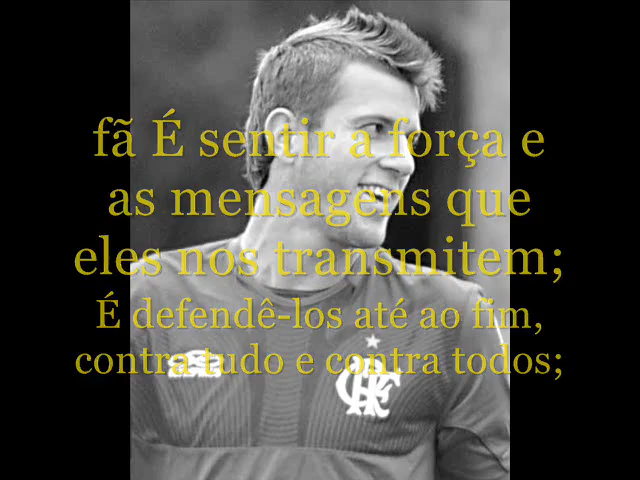 fã É sentir a força e
as mensagens que
eles nos transmitem;
É defendê-los até ao fim,
contra tudo e contra todos;